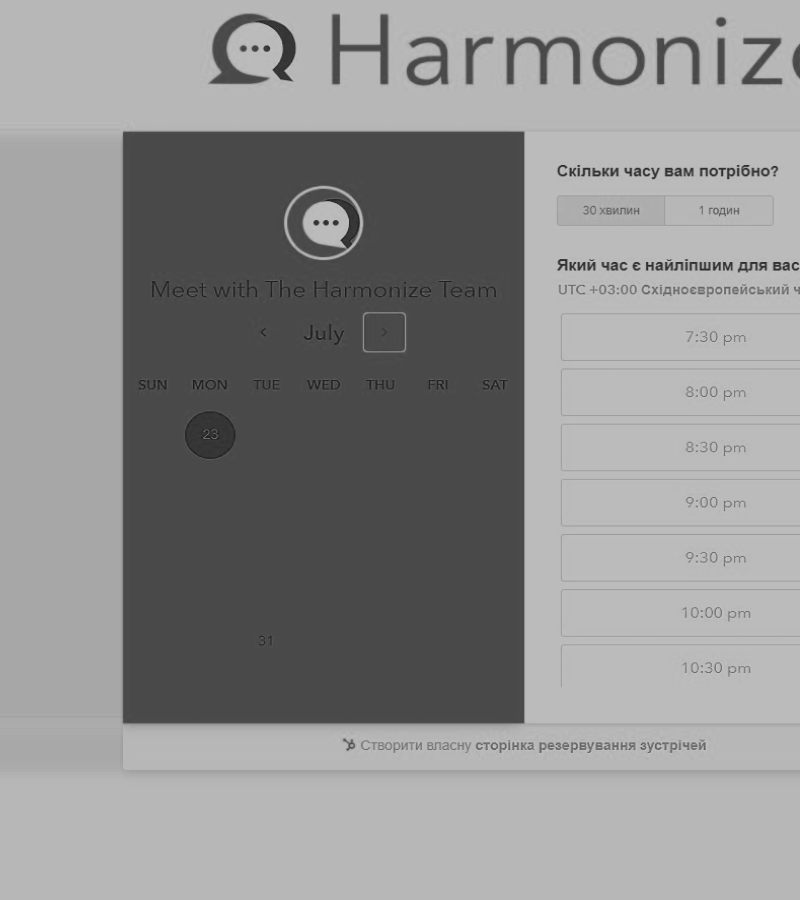 Harmonize
Meet with The Harmonize Team
July
SUN MON TUE WED THU FRI SAT
23
31
Скільки часу вам потрібно?
30 хвилин 1 годин
Який час є найліпшим для вас
UTC +03:00 Східноєвропейський ч
7:30 pm
8:00 pm
8:30 pm
9:00 pm
9:30 pm
10:00 pm
10:30 pm
Створити власну сторінка резервування зустрічей